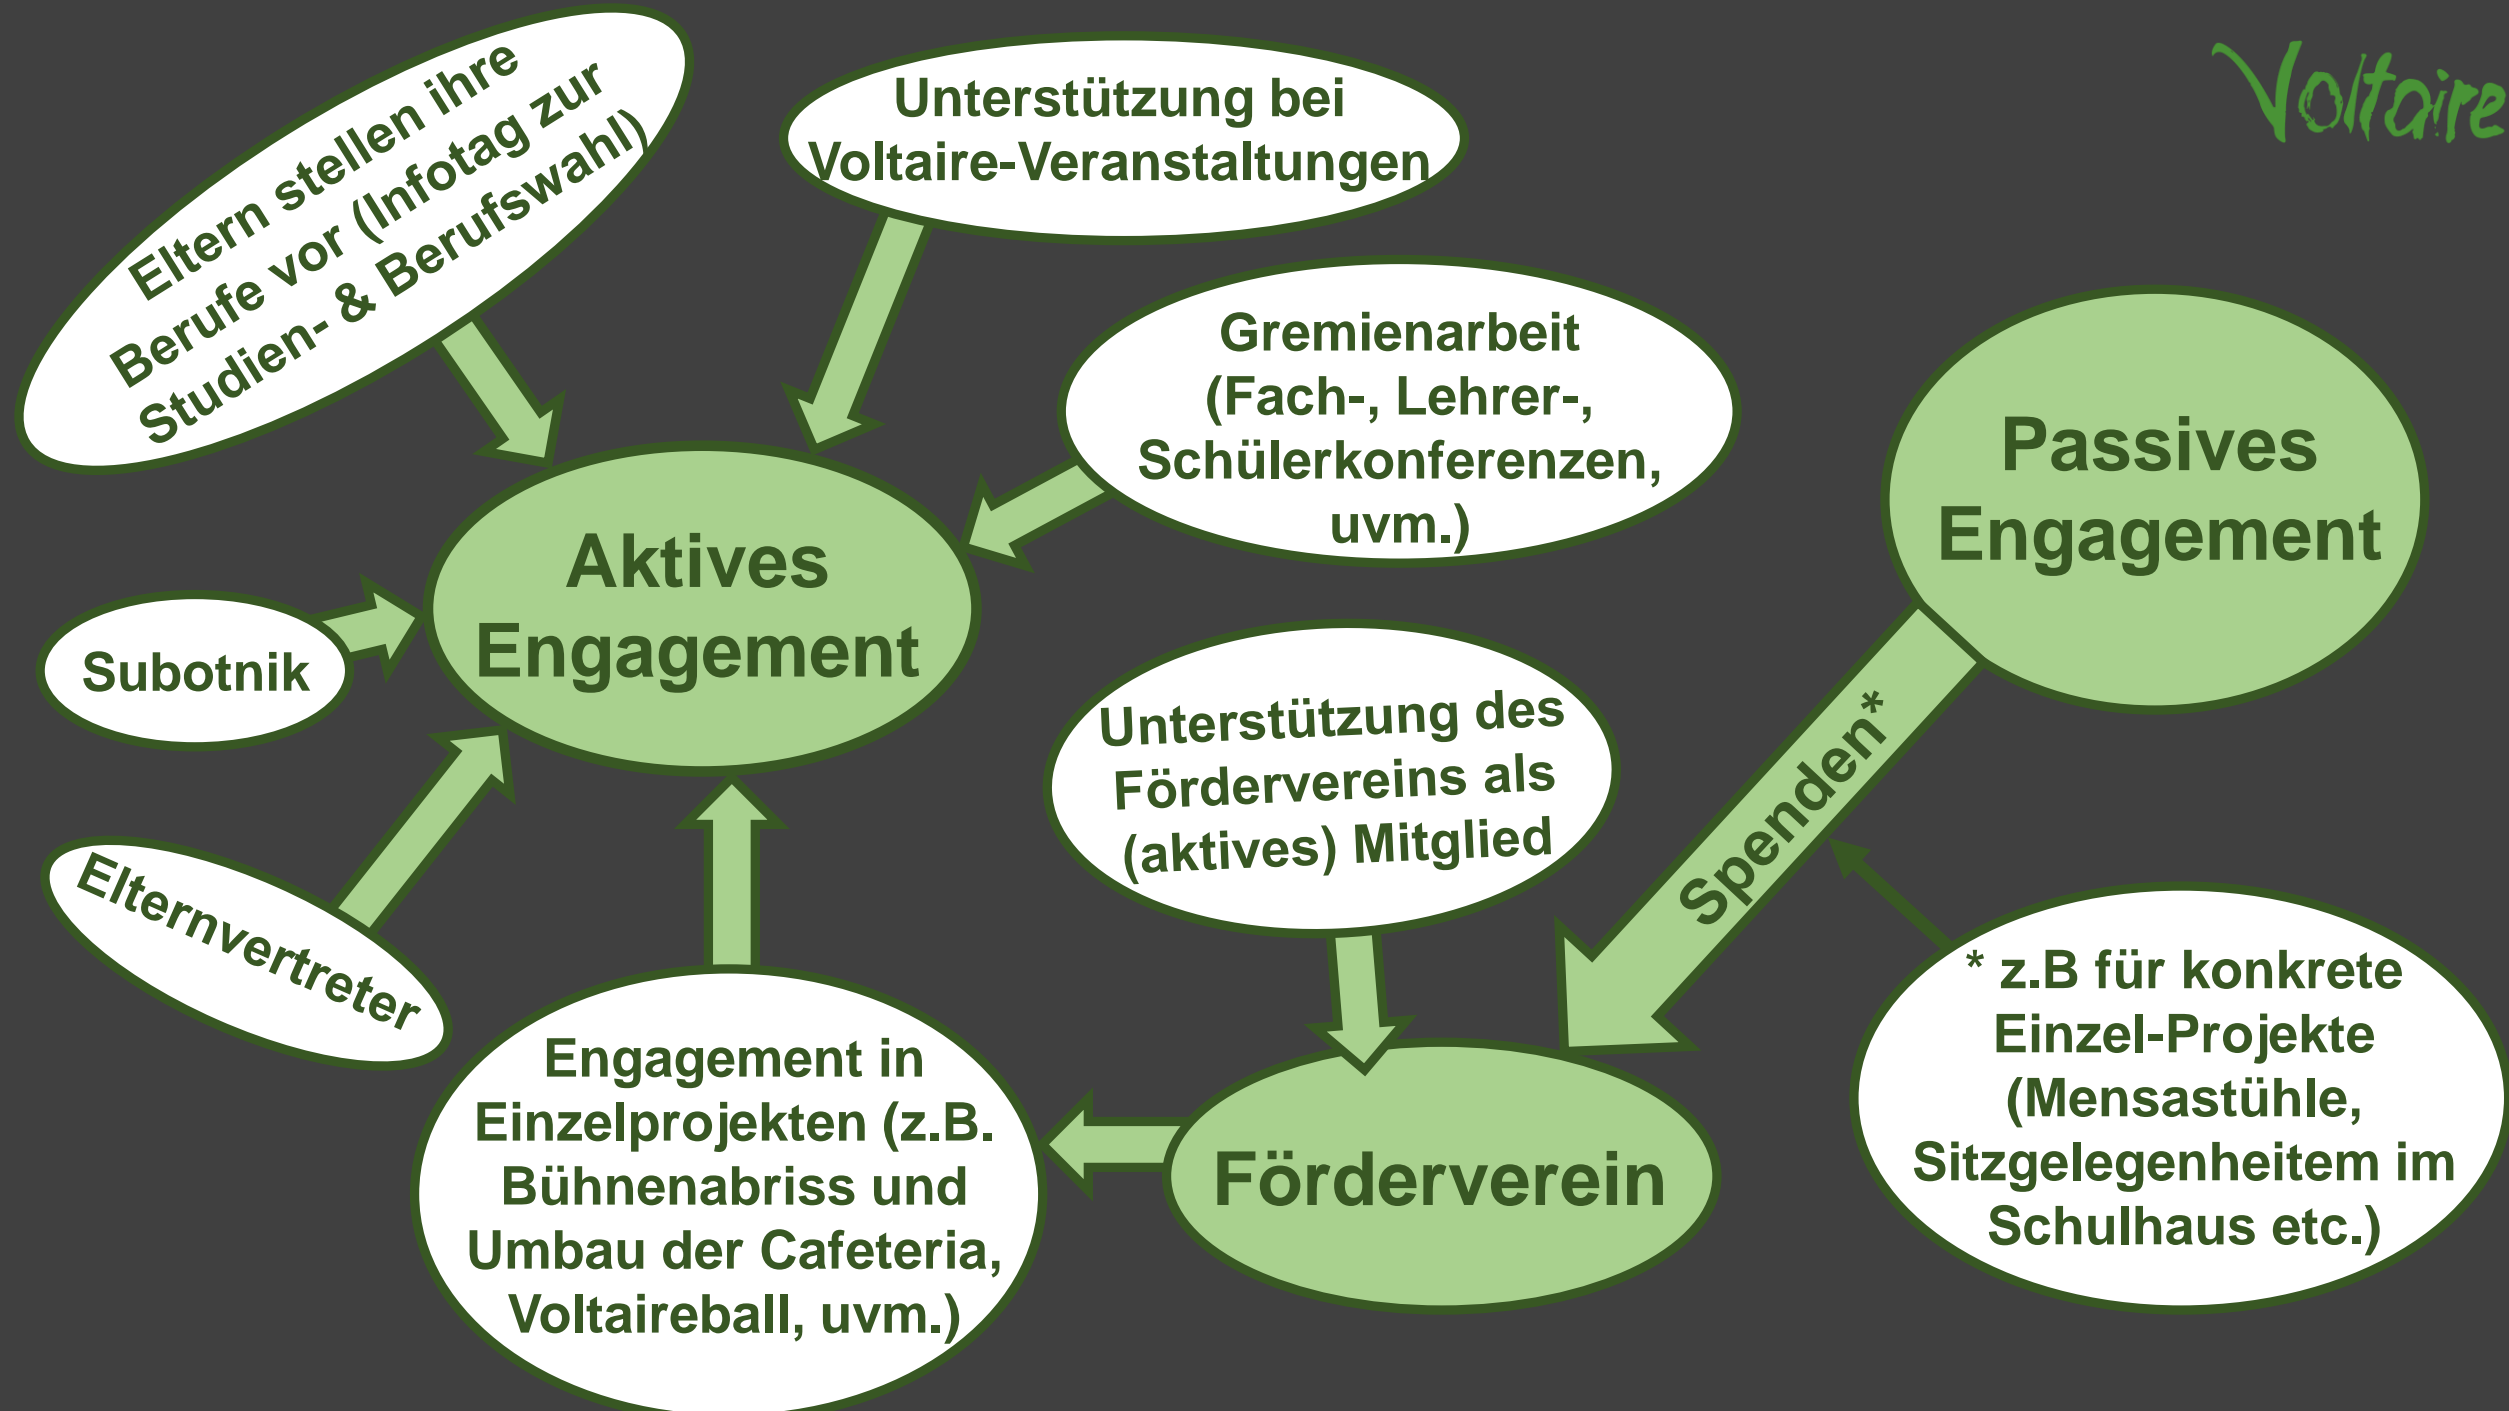 Voltaire
Eltern stellen ihre
Berufe vor (Infotag zur
Studien- & Berufswahl)
Unterstützung bei
Voltaire-Veranstaltungen
Gremienarbeit
(Fach-, Lehrer-,
Schülerkonferenzen,
uvm.)
Passives
Engagement
Aktives
Engagement
Subotnik
Unterstützung des
Fördervereins als
(aktives) Mitglied
Spenden*
Elternvertreter
* z.B für konkrete
Einzel-Projekte
(Mensastühle,
Sitzgelegenheitem im
Schulhaus etc.)
Engagement in
Einzelprojekten (z.B.
Bühnenabriss und
Umbau der Cafeteria,
Voltaireball, uvm.)
Förderverein